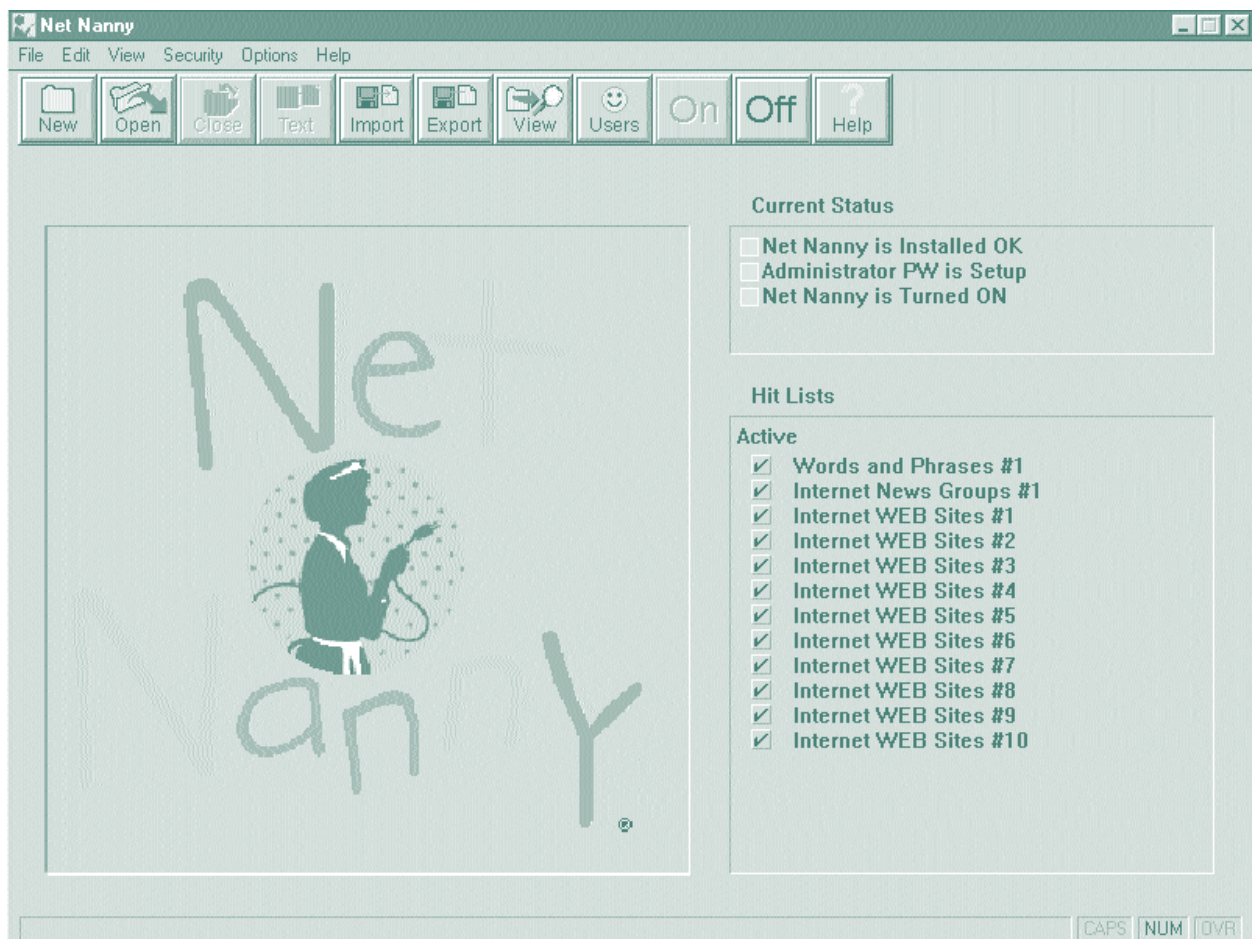 Net Nanny
File Edit View Security Options Help
New Open Close Text Import Export View Users On Off Help
Current Status
Net Nanny is Installed OK
Administrator PW is Setup
Net Nanny is Turned ON
Net
Nanny
®
Hit Lists
Active
Words and Phrases #1
Internet News Groups #1
Internet WEB Sites #1
Internet WEB Sites #2
Internet WEB Sites #3
Internet WEB Sites #4
Internet WEB Sites #5
Internet WEB Sites #6
Internet WEB Sites #7
Internet WEB Sites #8
Internet WEB Sites #9
Internet WEB Sites #10
CAPS NUM OVR